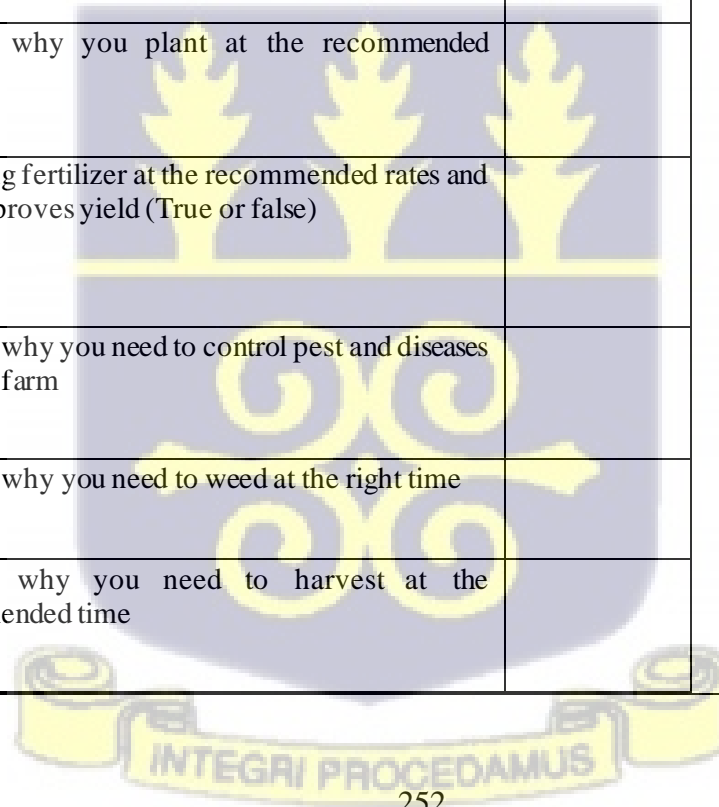 why you plant at the recommended
g fertilizer at the recommended rates and
proves yield (True or false)
why you need to control pest and diseases
farm
why you need to weed at the right time
why you need to harvest at the
ended time
INTEGRI PROCEDAMUS
252